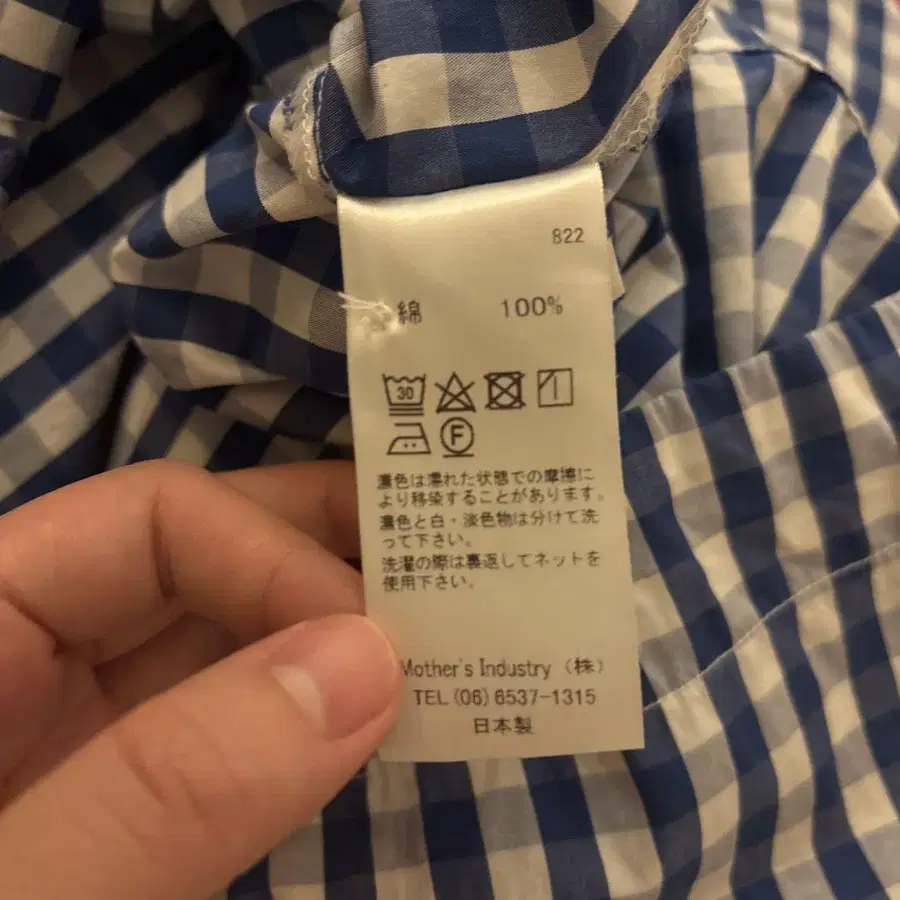 822
綿 100%
30
F
濃色は濡れた状態での摩擦に
より移染することがあります。
濃色と白・淡色物は分けて洗
って下さい。
洗濯の際は裏返してネットを
使用下さい。
Mother's Industry (株)
TEL (06) 6537-1315
日本製